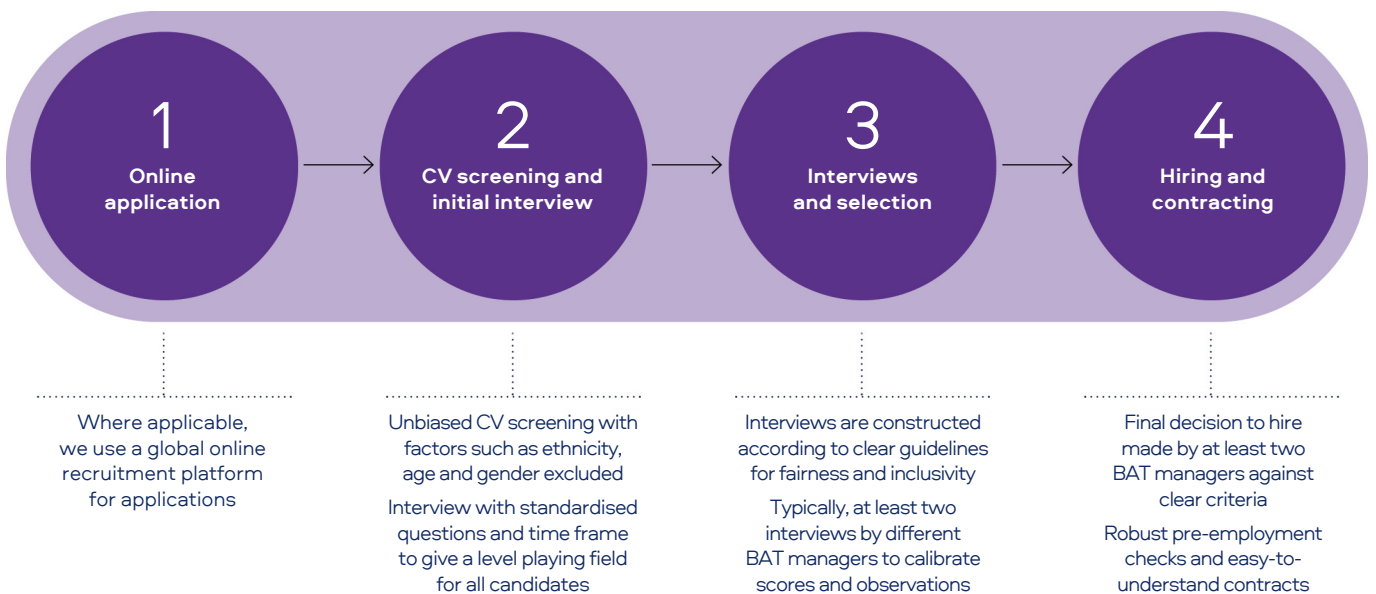 1
Online
application
2
CV screening and
initial interview
3
Interviews
and selection
4
Hiring and
contracting
Where applicable,
we use a global online
recruitment platform
for applications
Unbiased CV screening with
factors such as ethnicity,
age and gender excluded
Interview with standardised
questions and time frame
to give a level playing field
for all candidates
Interviews are constructed
according to clear guidelines
for fairness and inclusivity
Typically, at least two
interviews by different
BAT managers to calibrate
scores and observations
Final decision to hire
made by at least two
BAT managers against
clear criteria
Robust pre-employment
checks and easy-to-
understand contracts